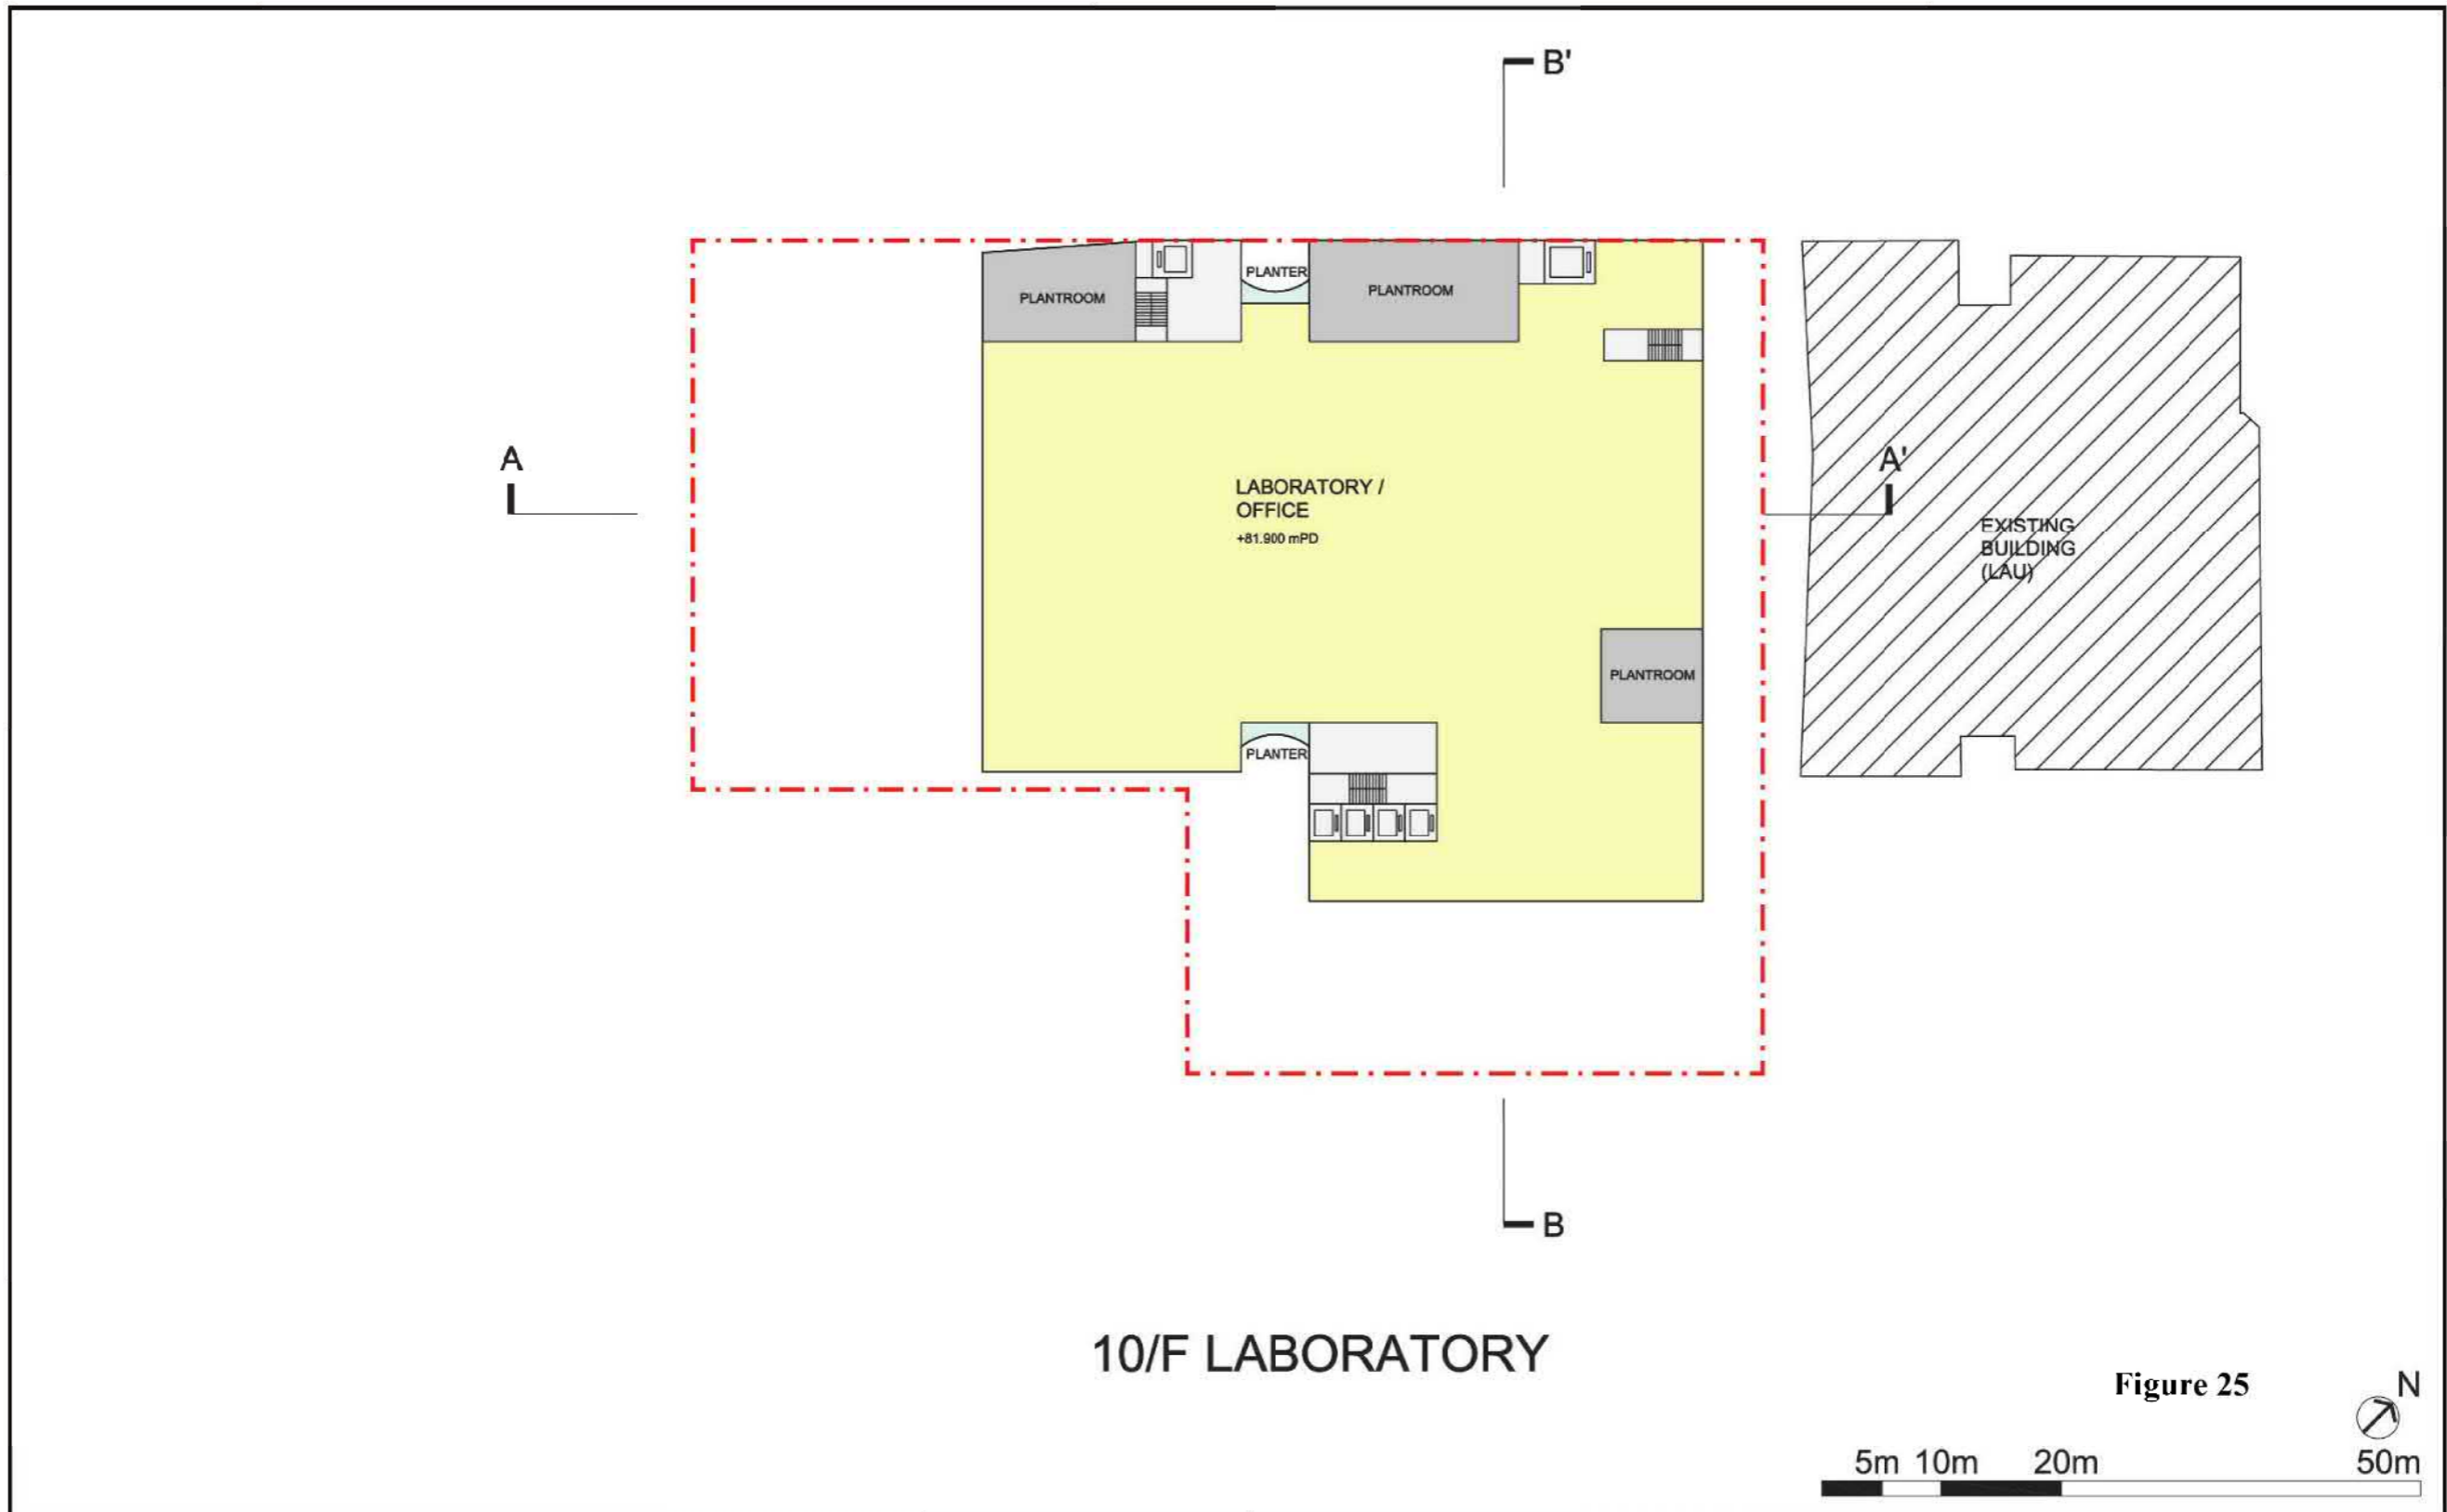 B'
PLANTER
PLANTROOM
PLANTROOM
A
A'
LABORATORY /
OFFICE
+81.900 mPD
EXISTING
BUILDING
(LAU)
PLANTROOM
PLANTER
B
10/F LABORATORY
Figure 25
N
5m 10m 20m 50m